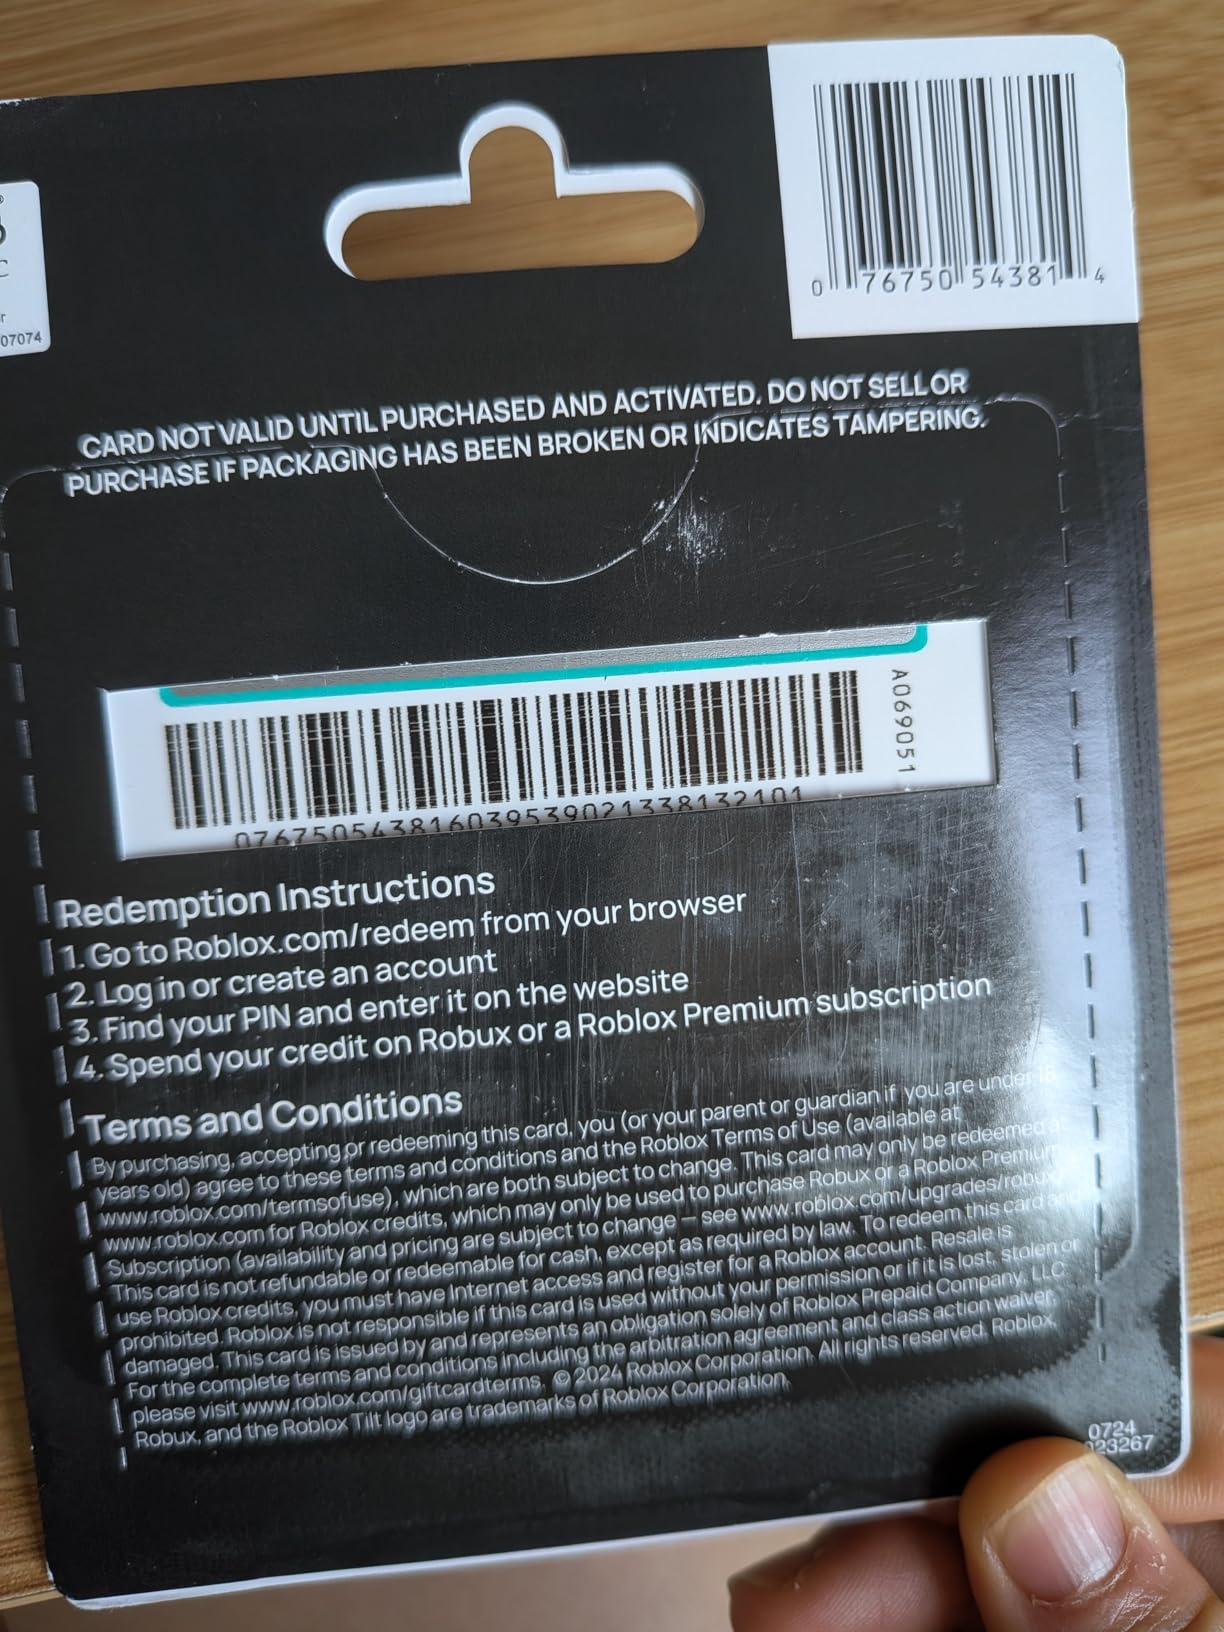 0 76750 54381 4
07074
CARD NOT VALID UNTIL PURCHASED AND ACTIVATED. DO NOT SELL OR
PURCHASE IF PACKAGING HAS BEEN BROKEN OR INDICATES TAMPERING.
A069051
076750543816039539021338132101
Redemption Instructions
1. Go to Roblox.com/redeem from your browser
2. Log in or create an account
3. Find your PIN and enter it on the website
4. Spend your credit on Robux or a Roblox Premium subscription
Terms and Conditions
By purchasing, accepting or redeeming this card, you (or your parent or guardian if you are under 18
years old) agree to these terms and conditions and the Roblox Terms of Use (available at
www.roblox.com/termsofuse), which are both subject to change. This card may only be redeemed at
www.roblox.com for Roblox credits, which may only be used to purchase Robux or a Roblox Premium
Subscription (availability and pricing are subject to change – see www.roblox.com/upgrades/robux).
This card is not refundable or redeemable for cash, except as required by law. To redeem this card and
use Roblox credits, you must have Internet access and register for a Roblox account. Resale is
prohibited. Roblox is not responsible if this card is used without your permission or if it is lost, stolen or
damaged. This card is issued by and represents an obligation solely of Roblox Prepaid Company, LLC.
For the complete terms and conditions including the arbitration agreement and class action waiver,
please visit www.roblox.com/giftcardterms. © 2024 Roblox Corporation. All rights reserved. Roblox,
Robux, and the Roblox Tilt logo are trademarks of Roblox Corporation.
0724
23267